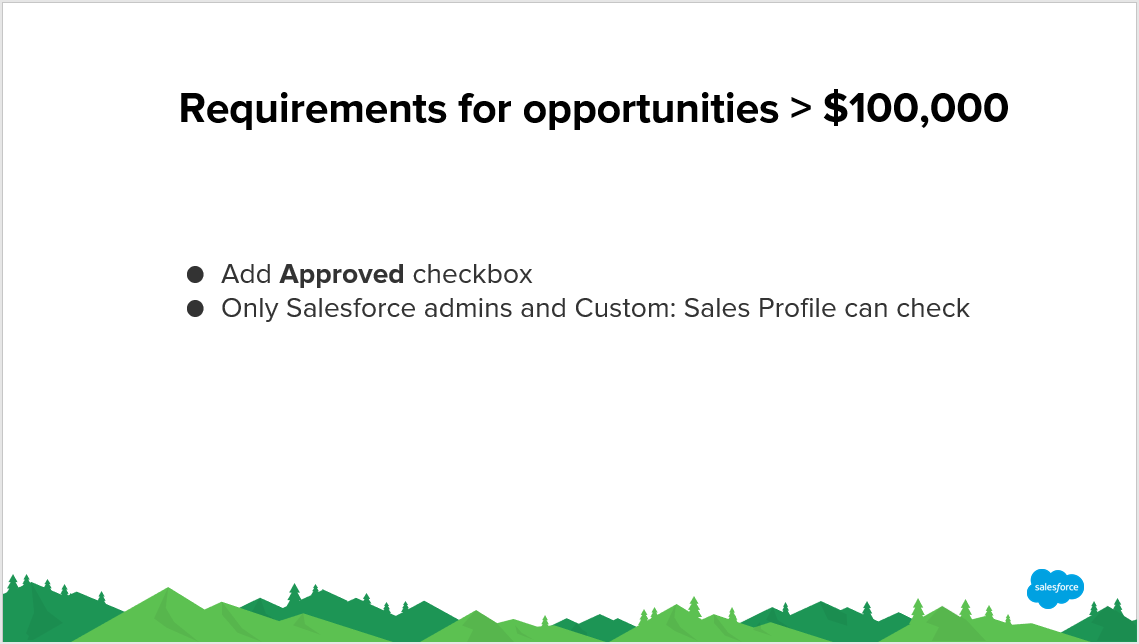 Requirements for opportunities > $100,000
● Add Approved checkbox
● Only Salesforce admins and Custom: Sales Profile can check
salesforce